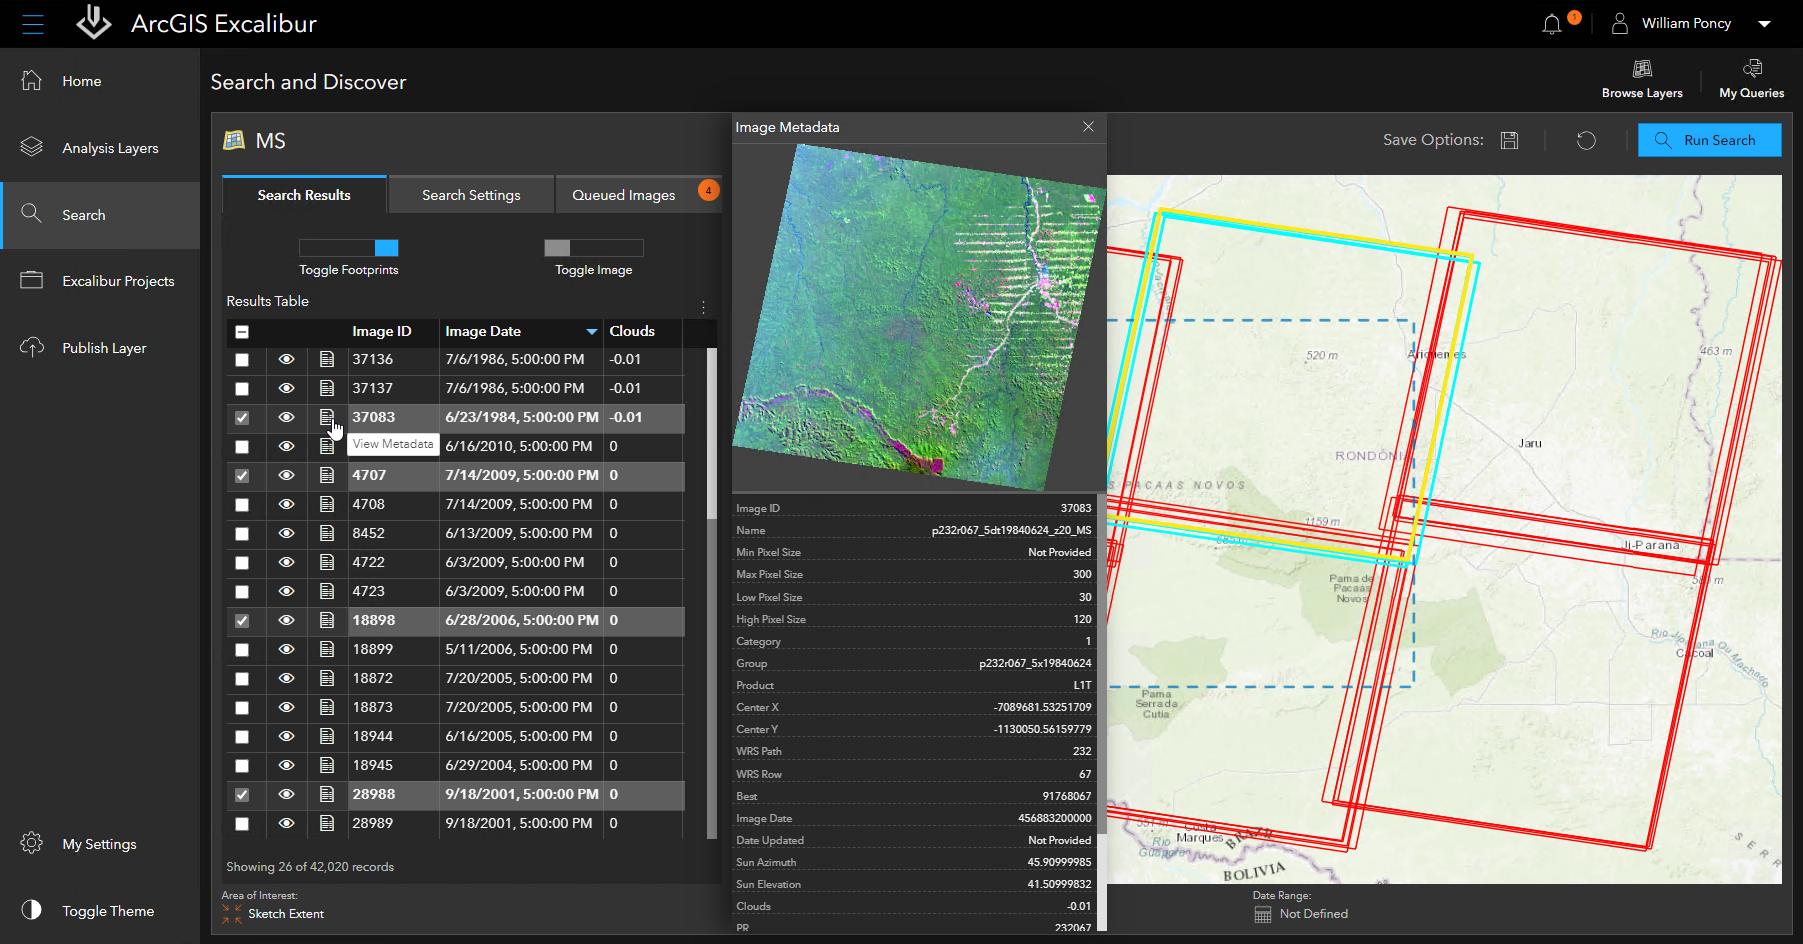 ArcGIS Excalibur
1
William Poncy
Home
Analysis Layers
Search
Excalibur Projects
Publish Layer
My Settings
Toggle Theme
Search and Discover
Browse Layers
My Queries
MS
Save Options:
Run Search
Search Results
Search Settings
Queued Images
4
Toggle Footprints
Toggle Image
Results Table
Image ID Image Date Clouds
37136 7/6/1986, 5:00:00 PM -0.01
37137 7/6/1986, 5:00:00 PM -0.01
37083 6/23/1984, 5:00:00 PM -0.01
View Metadata 6/16/2010, 5:00:00 PM 0
4707 7/14/2009, 5:00:00 PM 0
4708 7/14/2009, 5:00:00 PM 0
8452 6/13/2009, 5:00:00 PM 0
4722 6/3/2009, 5:00:00 PM 0
4723 6/3/2009, 5:00:00 PM 0
18898 6/28/2006, 5:00:00 PM 0
18899 5/11/2006, 5:00:00 PM 0
18872 7/20/2005, 5:00:00 PM 0
18873 7/20/2005, 5:00:00 PM 0
18944 6/16/2005, 5:00:00 PM 0
18945 6/29/2004, 5:00:00 PM 0
28988 9/18/2001, 5:00:00 PM 0
28989 9/18/2001, 5:00:00 PM 0
Showing 26 of 42,020 records
Area of Interest:
Sketch Extent
Image Metadata
Image ID 37083
Name p232r067_5dt19840624_z20_MS
Min Pixel Size Not Provided
Max Pixel Size 300
Low Pixel Size 30
High Pixel Size 120
Category 1
Group p232r067_5x19840624
Product L1T
Center X -7089681.53251709
Center Y -1130050.56159779
WRS Path 232
WRS Row 67
Best 91768067
Image Date 456883200000
Date Updated Not Provided
Sun Azimuth 45.90999985
Sun Elevation 41.50999832
Clouds -0.01
PR 232067
520 m
Ariquemes
463 m
Jaru
RONDÔNIA
S PACAAS NOVOS
1159 m
Ji-Paraná
Parna de
Pacaás
Novos
Parna
Serra da
Cutia
Cacoal
Costa
Marques
Rio
BRAZIL
BOLIVIA
SERR
Date Range:
Not Defined